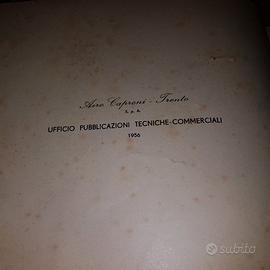 Aero Caproni - Trento
S. p. A.
UFFICIO PUBBLICAZIONI TECNICHE-COMMERCIALI
1956
subito